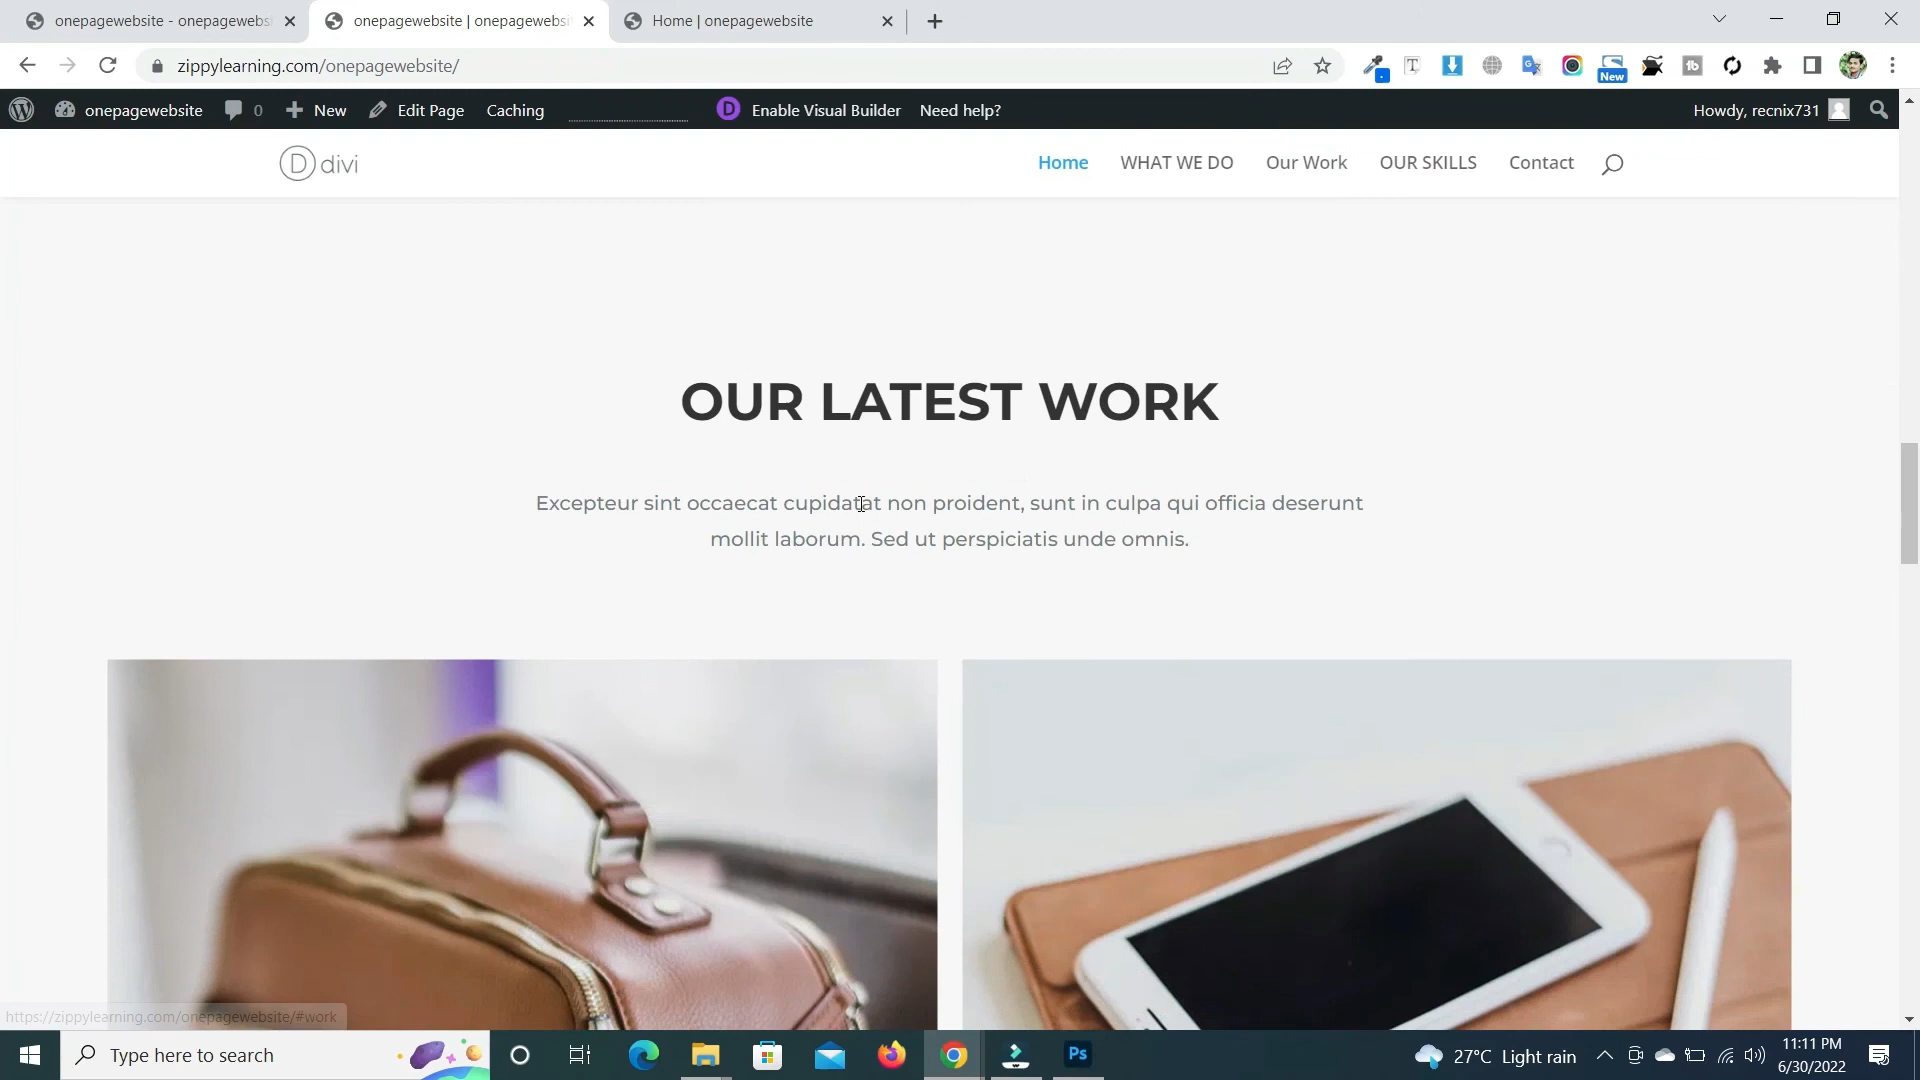 onepagewebsite - onepagewebs
onepagewebsite | onepagewebsi
Home | onepagewebsite
zippylearning.com/onepagewebsite/
New
onepagewebsite
0
New
Edit Page
Caching
Enable Visual Builder
Need help?
Howdy, recnix731
D divi
Home
WHAT WE DO
Our Work
OUR SKILLS
Contact
OUR LATEST WORK
Excepteur sint occaecat cupidatat non proident, sunt in culpa qui officia deserunt
mollit laborum. Sed ut perspiciatis unde omnis.
https://zippylearning.com/onepagewebsite/#work
Type here to search
Ps
27°C Light rain
11:11 PM
6/30/2022